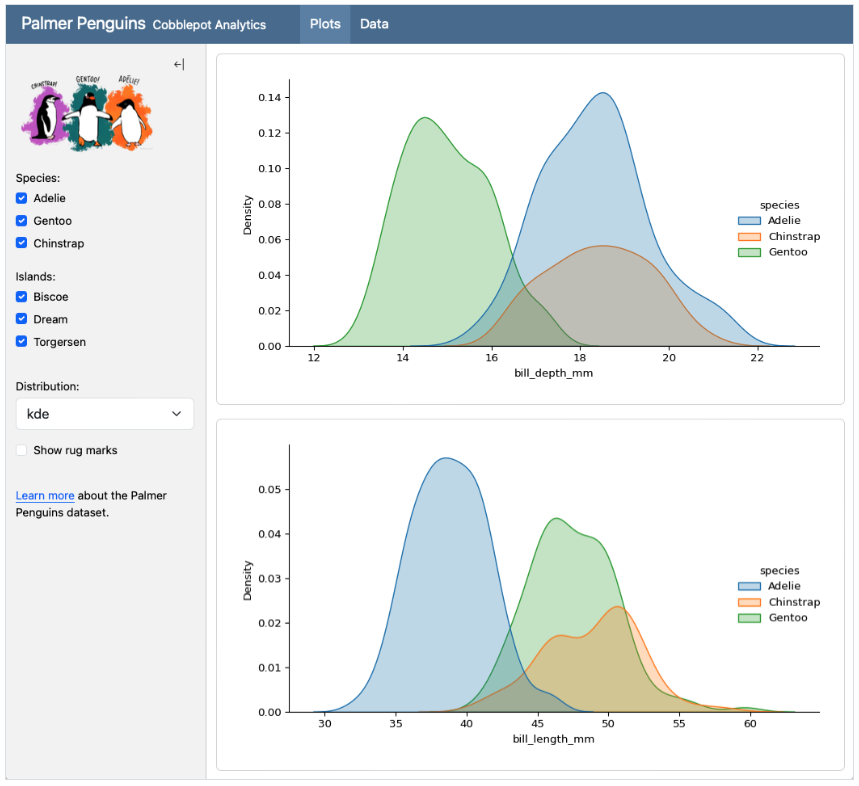 Palmer Penguins Cobblepot Analytics Plots Data
CHINSTRAP! GENTOO! ADÉLIE!
Species:
Adelie
Gentoo
Chinstrap
Islands:
Biscoe
Dream
Torgersen
Distribution:
kde
Show rug marks
Learn more about the Palmer
Penguins dataset.
0.14
0.12
0.10
0.08
0.06
0.04
0.02
0.00
Density
12 14 16 18 20 22
bill_depth_mm
species
Adelie
Chinstrap
Gentoo
0.05
0.04
0.03
0.02
0.01
0.00
Density
30 35 40 45 50 55 60
bill_length_mm
species
Adelie
Chinstrap
Gentoo